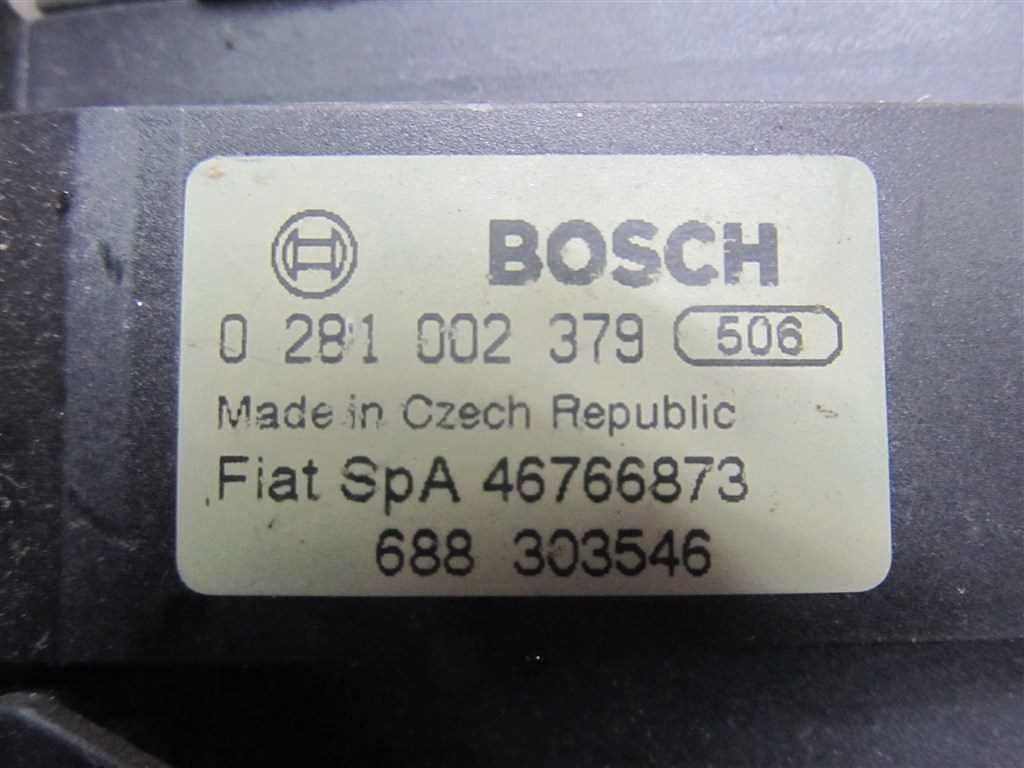 BOSCH
0 281 002 379 506
Made in Czech Republic
Fiat SpA 46766873
688 303546